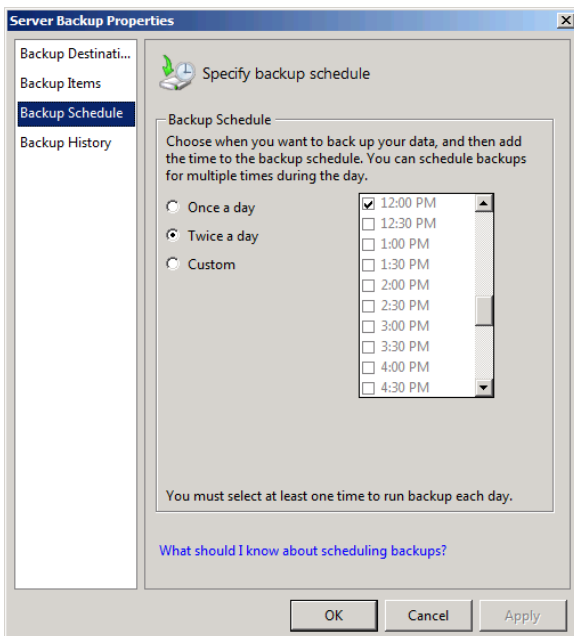 Server Backup Properties
Backup Destinati...
Backup Items
Backup Schedule
Backup History
Specify backup schedule
Backup Schedule
Choose when you want to back up your data, and then add
the time to the backup schedule. You can schedule backups
for multiple times during the day.
Once a day
Twice a day
Custom
12:00 PM
12:30 PM
1:00 PM
1:30 PM
2:00 PM
2:30 PM
3:00 PM
3:30 PM
4:00 PM
4:30 PM
You must select at least one time to run backup each day.
What should I know about scheduling backups?
OK
Cancel
Apply